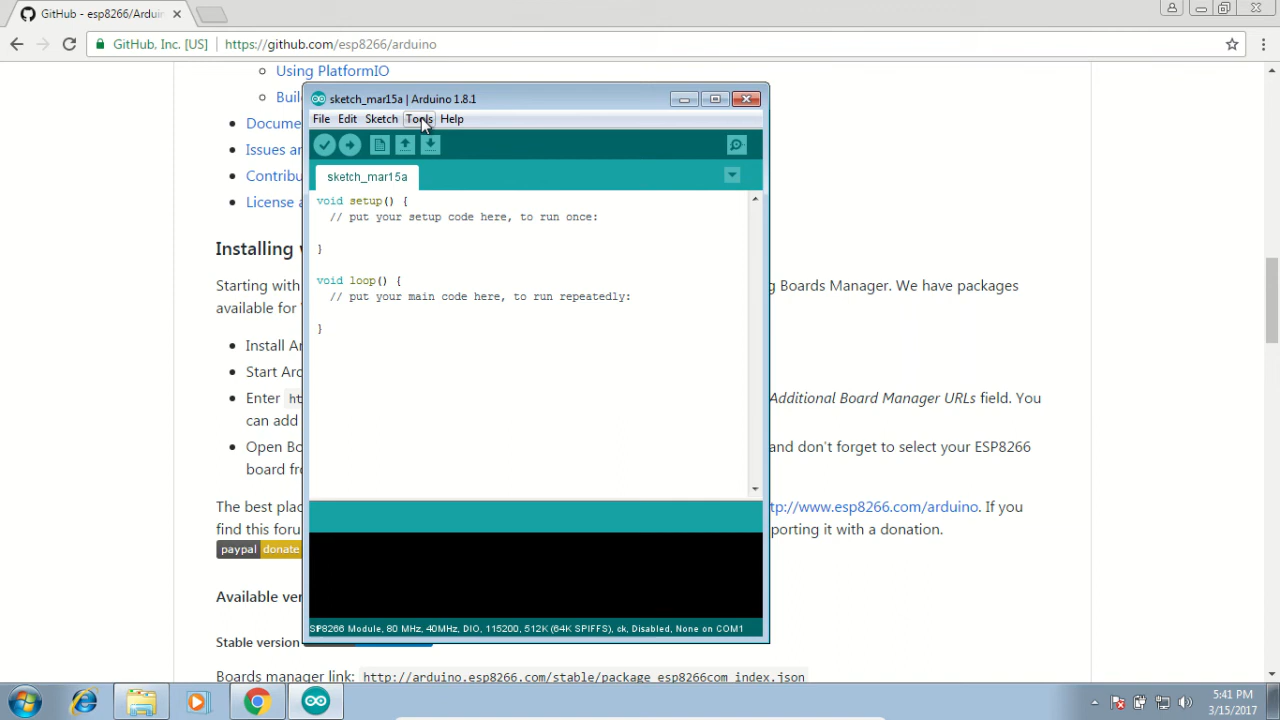 GitHub - esp8266/Arduin
GitHub, Inc. [US] https://github.com/esp8266/arduino
Using PlatformIO
Buil
Docume
Issues ar
Contribu
License a
sketch_mar15a | Arduino 1.8.1
File Edit Sketch Tools Help
sketch_mar15a
void setup() {
// put your setup code here, to run once:
}
void loop() {
// put your main code here, to run repeatedly:
}
Installing
Starting with
g Boards Manager. We have packages
available for
Install Ar
Start Ard
Enter ht
Additional Board Manager URLs field. You
can add
Open Bo
and don't forget to select your ESP8266
board fro
The best plac
tp://www.esp8266.com/arduino. If you
find this foru
porting it with a donation.
paypal donate
Available ver
Stable version
SP8266 Module, 80 MHz, 40MHz, DIO, 115200, 512K (64K SPIFFS), ck, Disabled, None on COM1
Boards manager link: http://arduino.esp8266.com/stable/package_esp8266com_index.json
5:41 PM
3/15/2017